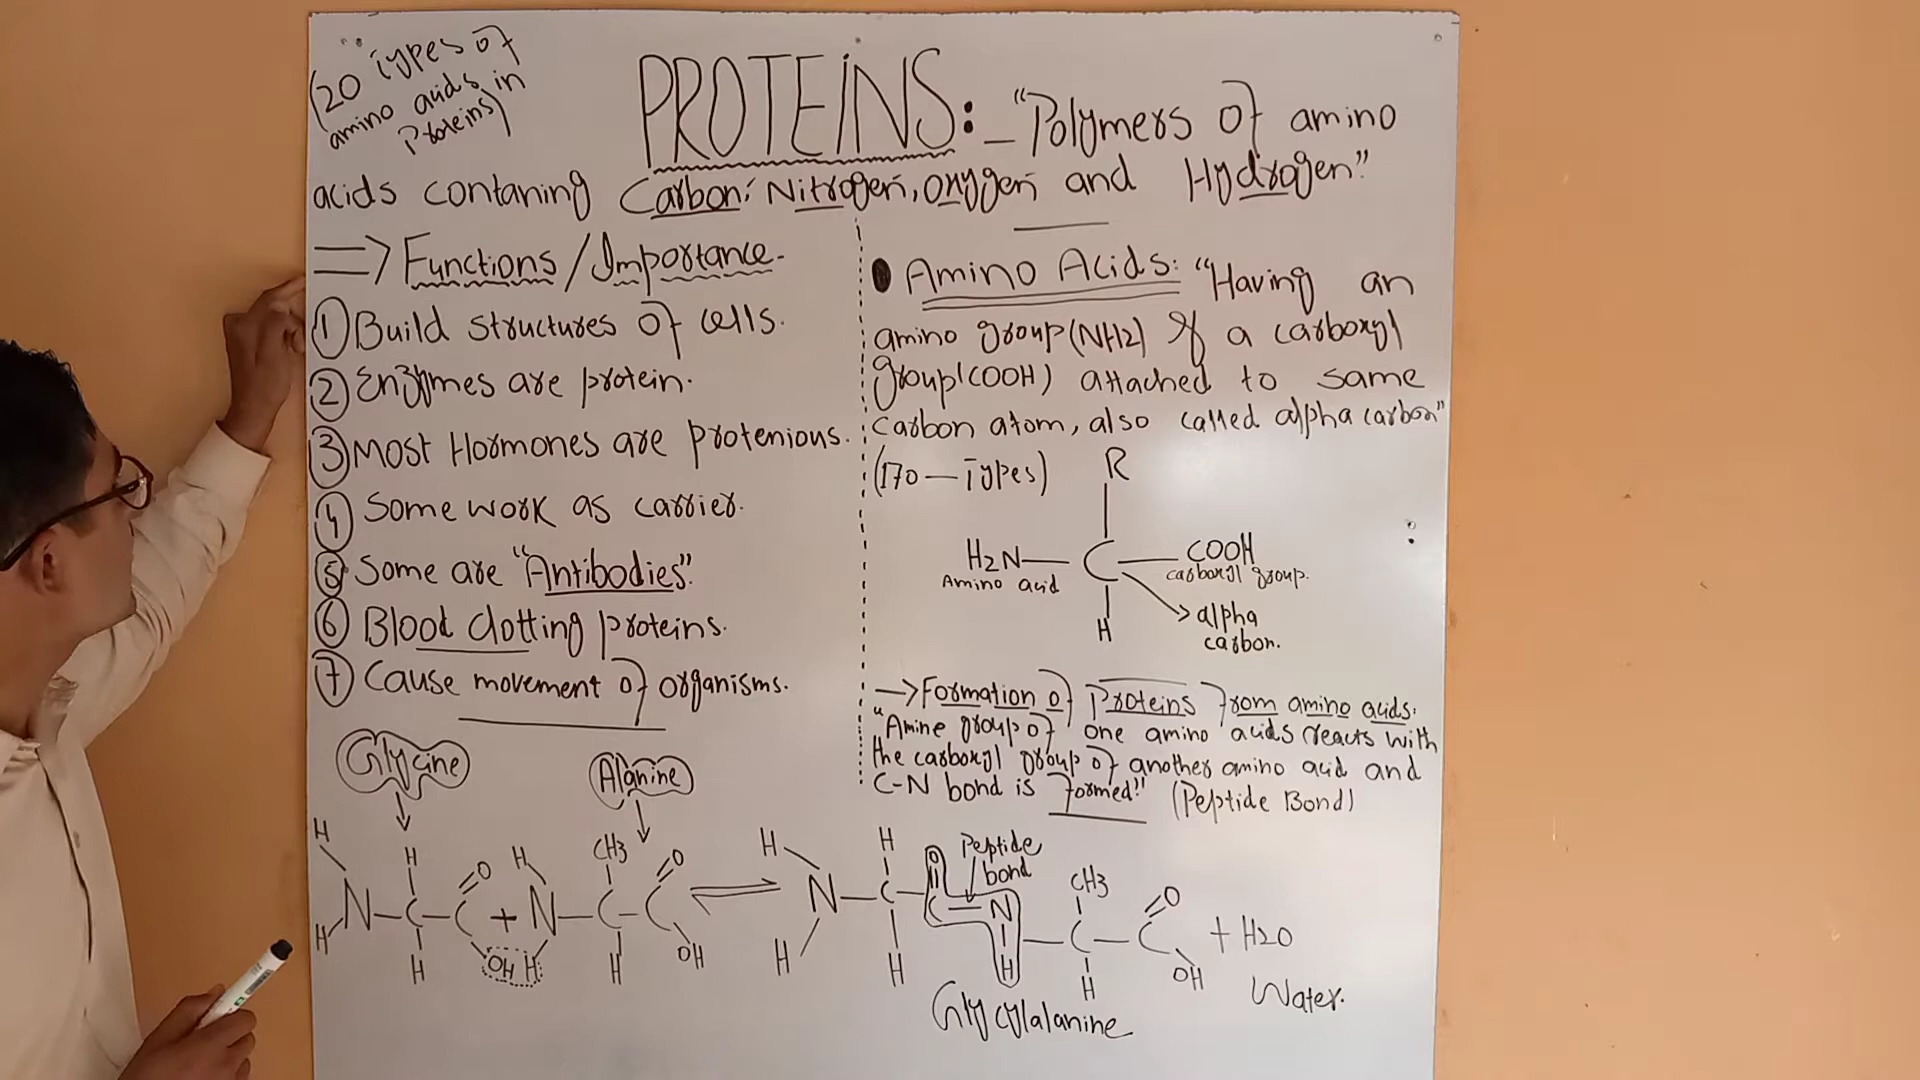 (20 Types of
amino acids in
Proteins)
PROTEINS:- "Polymers of amino
acids contaning Carbon, Nitrogen, oxygen and Hydrogen"
=> Functions/Importance-
1 Build structures of cells.
2 Enzymes are protein.
3 Most Hormones are protenious.
4 Some work as carrier.
5 Some are "Antibodies".
6 Blood clotting proteins.
7 Cause movement of organisms.
Amino Acids: "Having an
amino group(NH2) & a carboxyl
group(COOH) attached to same
carbon atom, also called alpha carbon"
(170-Types)
R
H2N-C-COOH
Amino acid
carboxyl group.
H
alpha
carbon.
->Formation of Proteins from amino acids:
"Amine group of one amino acids reacts with
the carboxyl group of another amino acid and
C-N bond is formed" (Peptide Bond)
Glycine
Alanine
H H O H CH3 O
N-C-C + N-C-C
H H OH H H OH
H H O Peptide
bond
CH3 O
N-C-C=N-C-C + H2O
H H H H OH
Water.
Glycylalanine